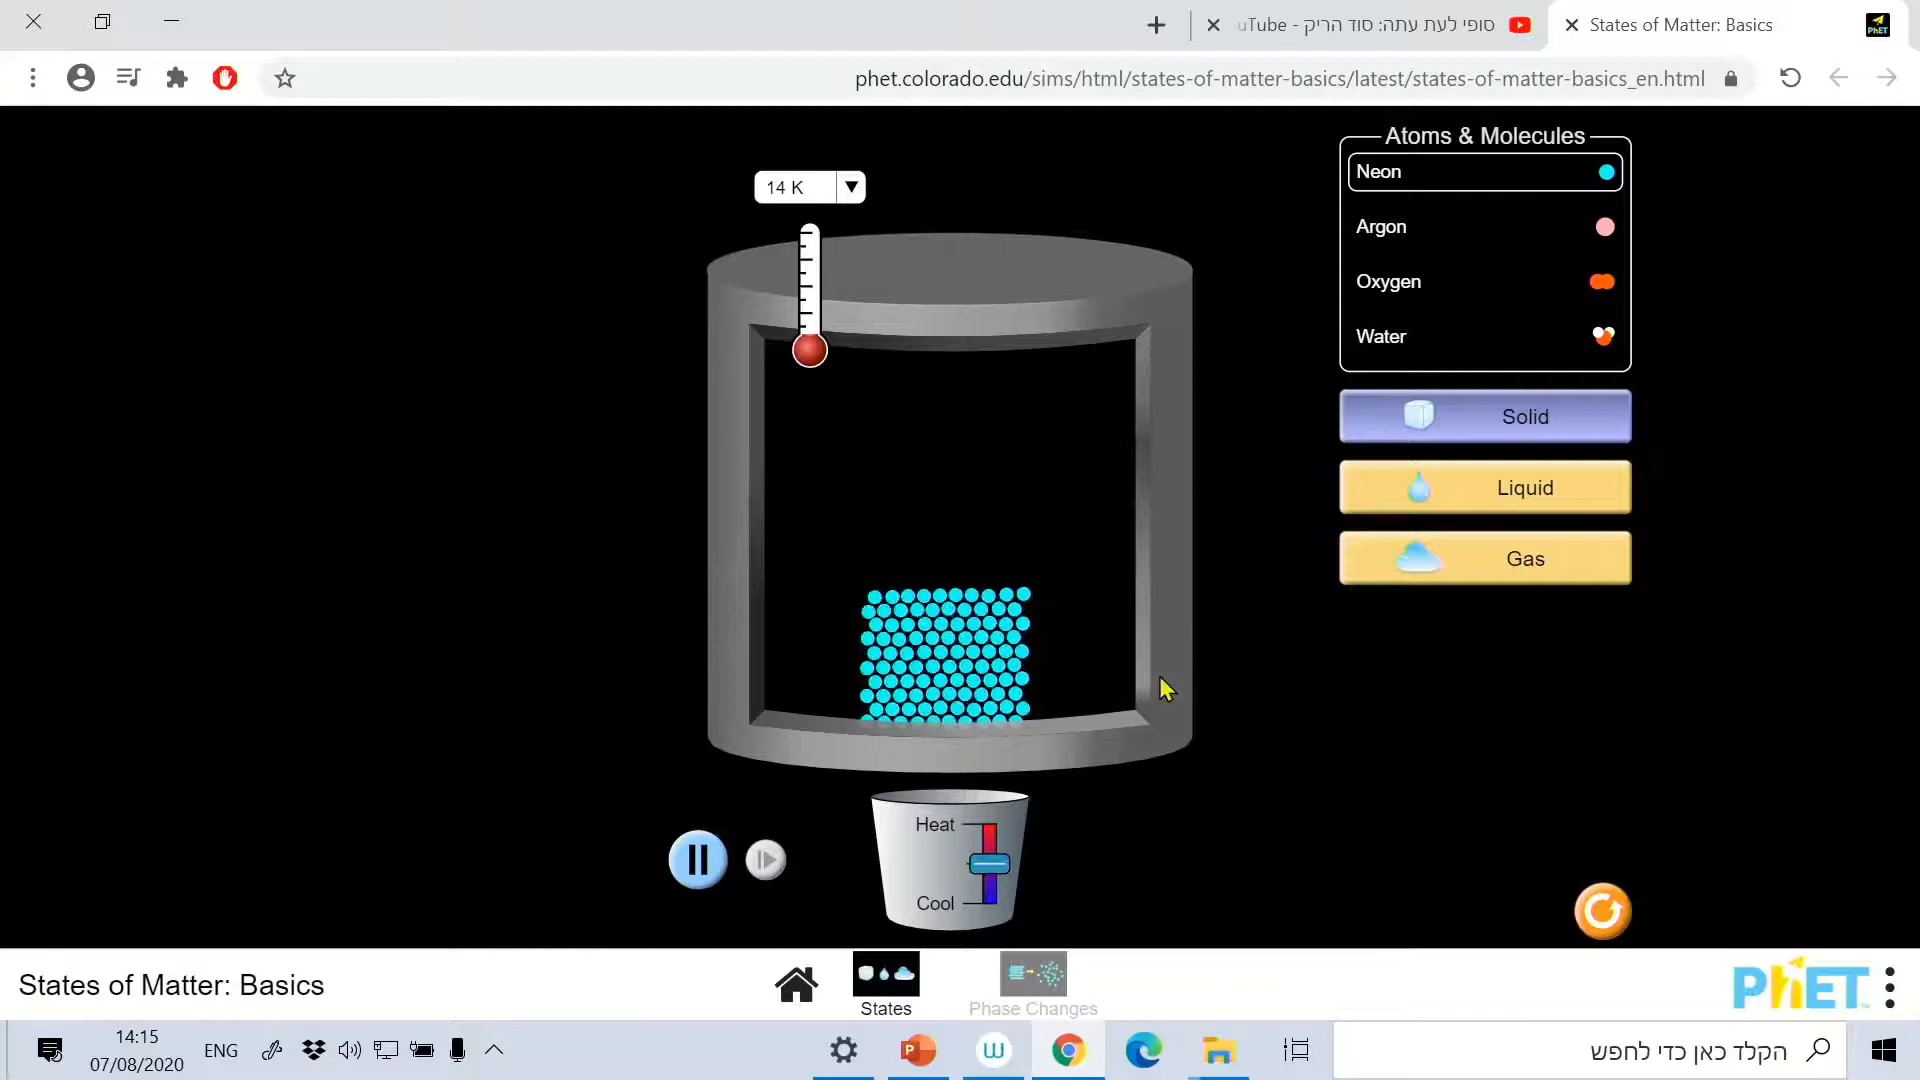 סופי לעת עתה: סוד הריק - uTube
States of Matter: Basics
phet.colorado.edu/sims/html/states-of-matter-basics/latest/states-of-matter-basics_en.html
14 K
Atoms & Molecules
Neon
Argon
Oxygen
Water
Solid
Liquid
Gas
Heat
Cool
States of Matter: Basics
States
Phase Changes
PhET
14:15
07/08/2020
ENG
הקלד כאן כדי לחפש